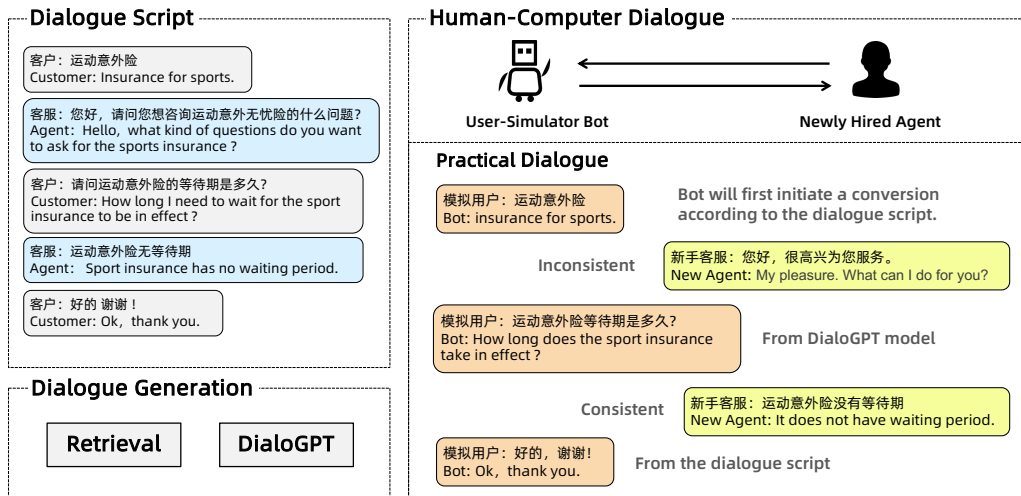 Dialogue Script
客户：运动意外险
Customer: Insurance for sports.
客服：您好，请问您想咨询运动意外无忧险的什么问题？
Agent：Hello，what kind of questions do you want
to ask for the sports insurance ?
客户：请问运动意外险的等待期是多久？
Customer: How long I need to wait for the sport
insurance to be in effect ?
客服：运动意外险无等待期
Agent： Sport insurance has no waiting period.
客户：好的 谢谢！
Customer: Ok，thank you.
Dialogue Generation
Retrieval
DialoGPT
Human-Computer Dialogue
User-Simulator Bot
Newly Hired Agent
Practical Dialogue
模拟用户：运动意外险
Bot: insurance for sports.
Bot will first initiate a conversion
according to the dialogue script.
Inconsistent
新手客服：您好，很高兴为您服务。
New Agent: My pleasure. What can I do for you?
模拟用户：运动意外险等待期是多久？
Bot: How long does the sport insurance
take in effect ?
From DialoGPT model
Consistent
新手客服：运动意外险没有等待期
New Agent: It does not have waiting period.
模拟用户：好的，谢谢！
Bot: Ok，thank you.
From the dialogue script